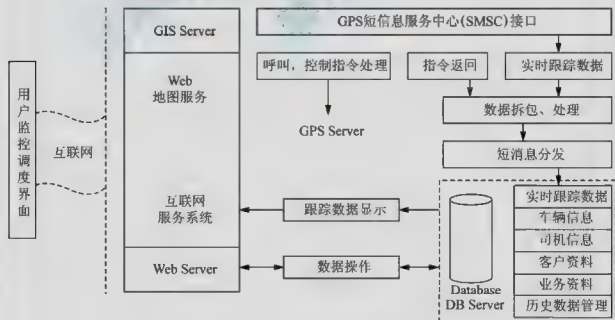 用户监控调度界面
互联网
GIS Server
Web
地图服务
互联网
服务系统
Web Server
GPS短信息服务中心(SMSC)接口
呼叫，控制指令处理
指令返回
实时跟踪数据
GPS Server
数据拆包、处理
短消息分发
跟踪数据显示
数据操作
Database
DB Server
实时跟踪数据
车辆信息
司机信息
客户资料
业务资料
历史数据管理